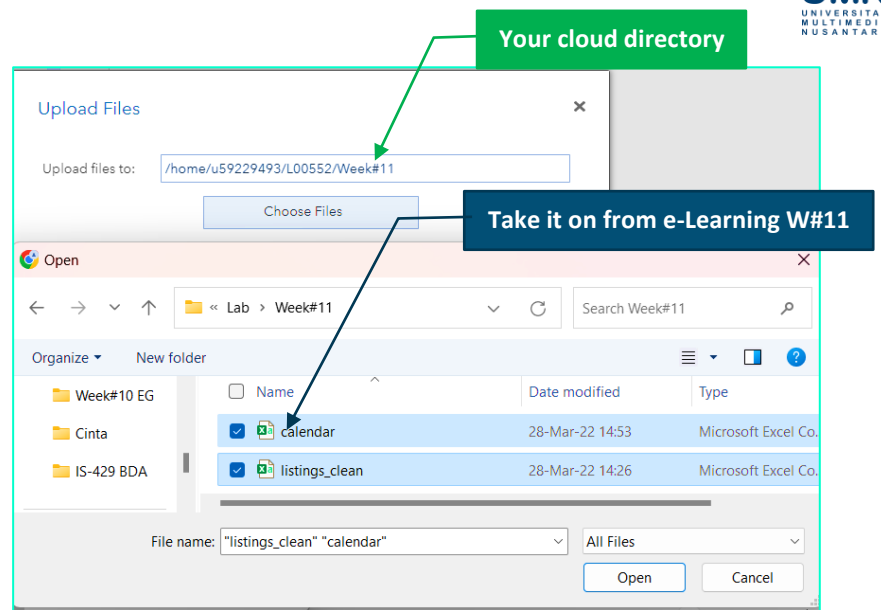 UNIVERSITA
MULTIMEDI
NUSANTAR
Your cloud directory
Upload Files
Upload files to: /home/u59229493/L00552/Week#11
Choose Files
Take it on from e-Learning W#11
Open
« Lab > Week#11
Search Week#11
Organize
New folder
Name
Date modified
Type
Week#10 EG
calendar
28-Mar-22 14:53
Microsoft Excel Co.
Cinta
listings_clean
28-Mar-22 14:26
Microsoft Excel Co.
IS-429 BDA
File name: "listings_clean" "calendar"
All Files
Open
Cancel